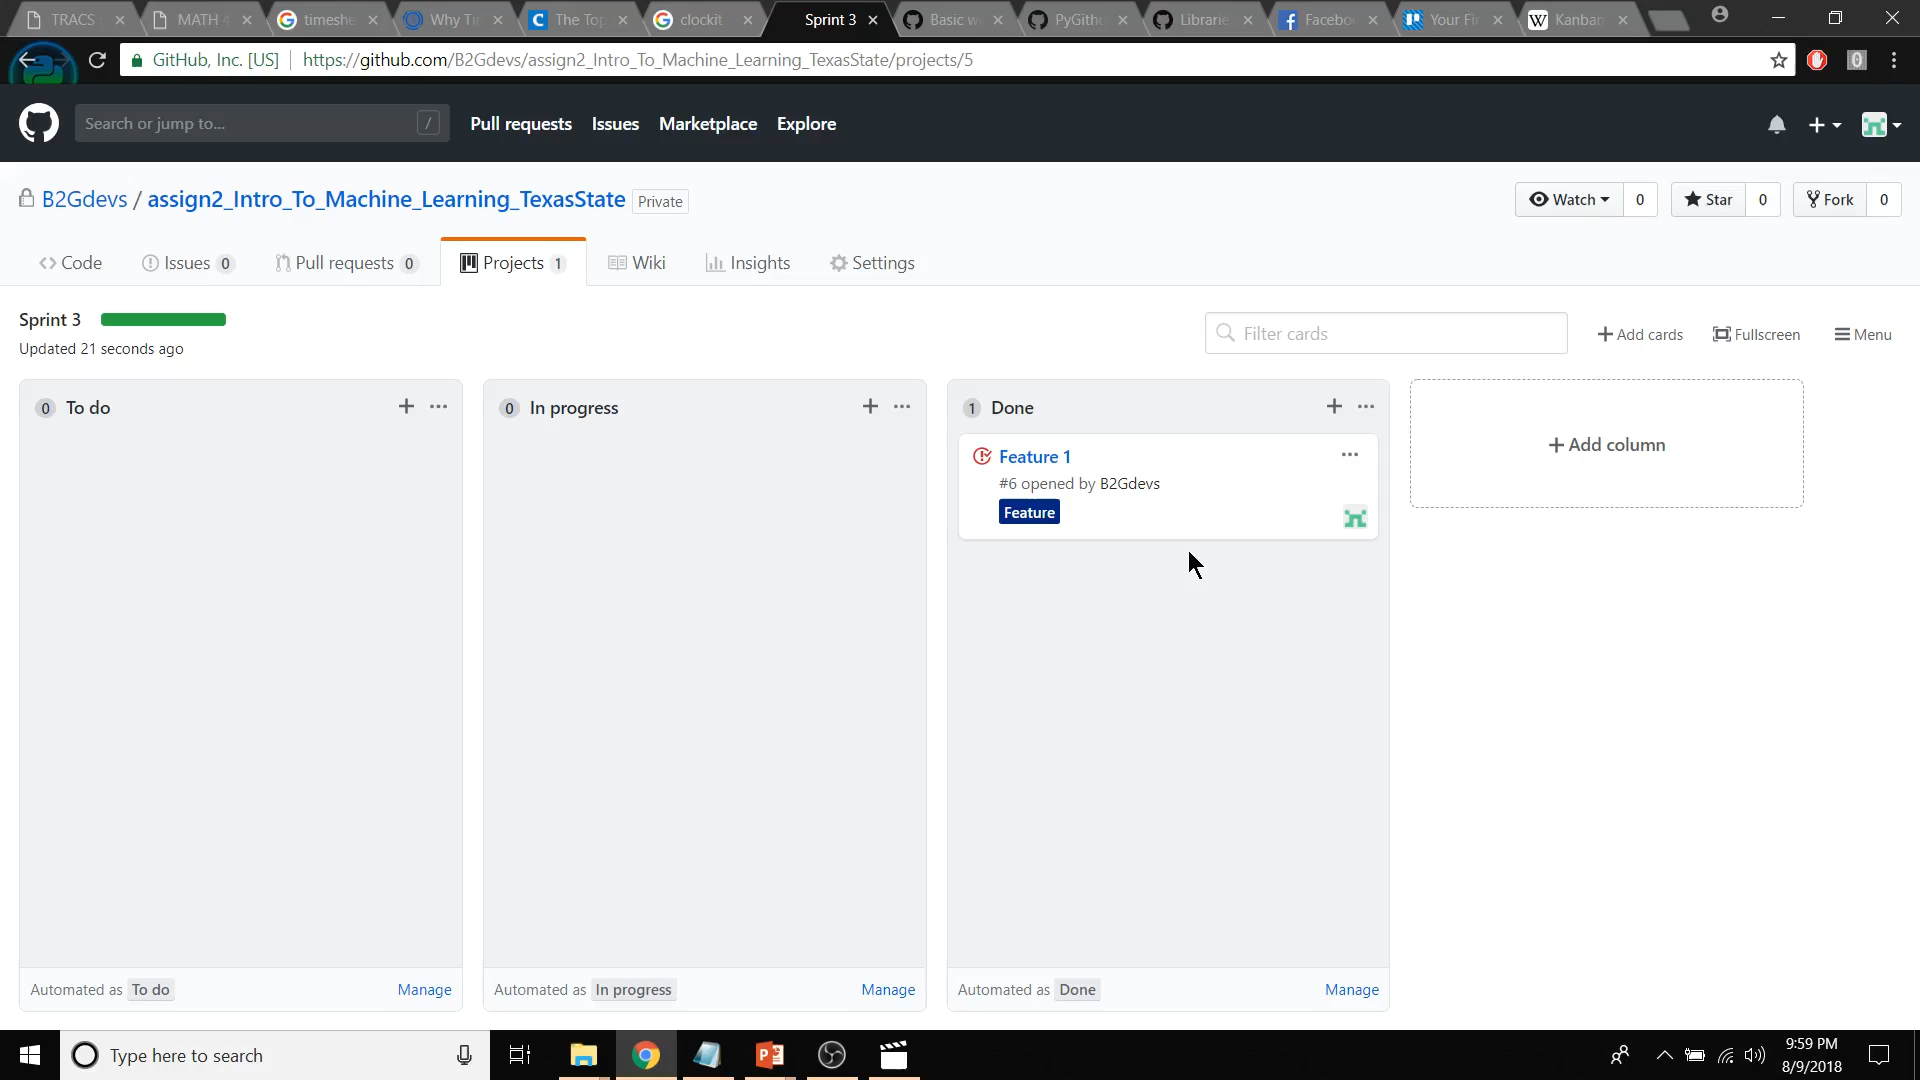 TRACS MATH 4 timeshe Why Ti The Top clockit Sprint 3 Basic w PyGithu Librarie Facebo Your Fi Kanban
GitHub, Inc. [US] https://github.com/B2Gdevs/assign2_Intro_To_Machine_Learning_TexasState/projects/5
Search or jump to... / Pull requests Issues Marketplace Explore
B2Gdevs / assign2_Intro_To_Machine_Learning_TexasState Private Watch 0 Star 0 Fork 0
Code Issues 0 Pull requests 0 Projects 1 Wiki Insights Settings
Sprint 3
Updated 21 seconds ago
Filter cards + Add cards Fullscreen Menu
0 To do + ... 0 In progress + ... 1 Done + ...
Feature 1 ...
#6 opened by B2Gdevs
Feature
+ Add column
Automated as To do Manage Automated as In progress Manage Automated as Done Manage
Type here to search
9:59 PM
8/9/2018